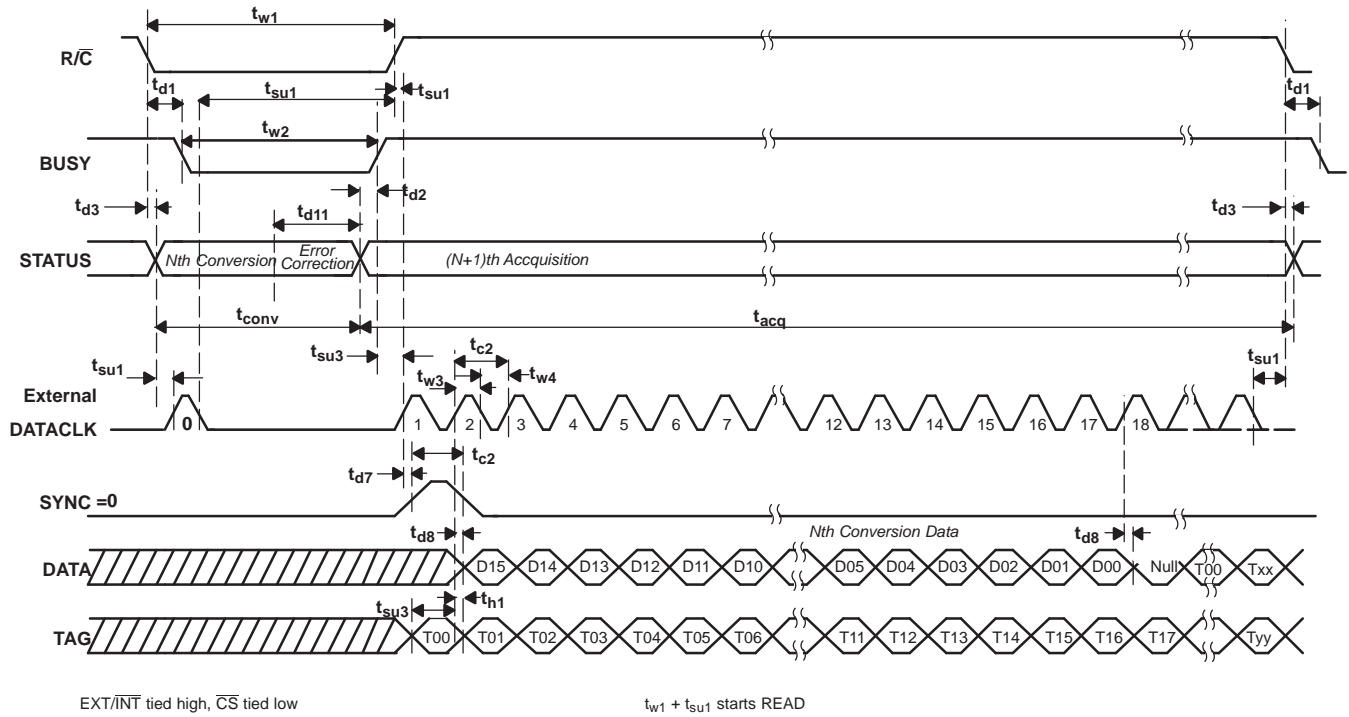 tw1
R/C
td1
tsu1
tsu1
td1
tw2
BUSY
td2
td3
td11
td3
STATUS
Nth Conversion
Error
Correction
(N+1)th Accquisition
tconv
tacq
tsu1
tsu3
tc2
tw3
tw4
tsu1
External
DATACLK
0 1 2 3 4 5 6 7 12 13 14 15 16 17 18
tc2
td7
SYNC =0
Nth Conversion Data
td8
td8
DATA
D15 D14 D13 D12 D11 D10 D05 D04 D03 D02 D01 D00 Null T00 Txx
tsu3
th1
TAG
T00 T01 T02 T03 T04 T05 T06 T11 T12 T13 T14 T15 T16 T17 Tyy
EXT/INT tied high, CS tied low
tw1 + tsu1 starts READ